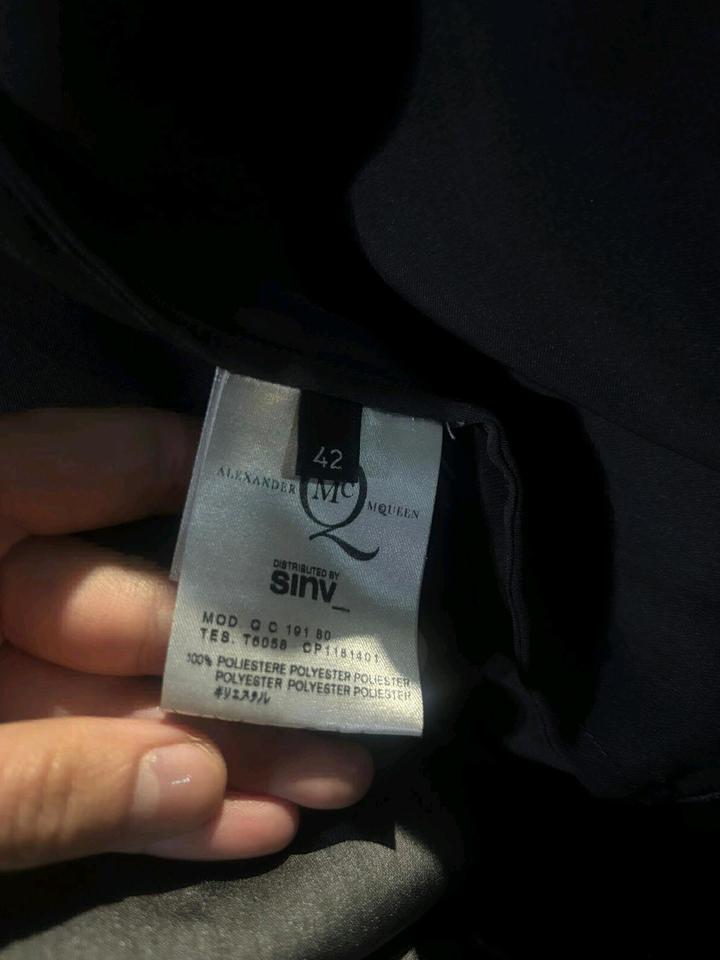 42
ALEXANDER McQ MCQUEEN
DISTRIBUTED BY
SINV_
MOD. Q C 191 80
TES. T6058 CP1181401
100% POLIESTERE POLYESTER POLIESTER
POLYESTER POLYESTER POLIESTER
ポリエステル